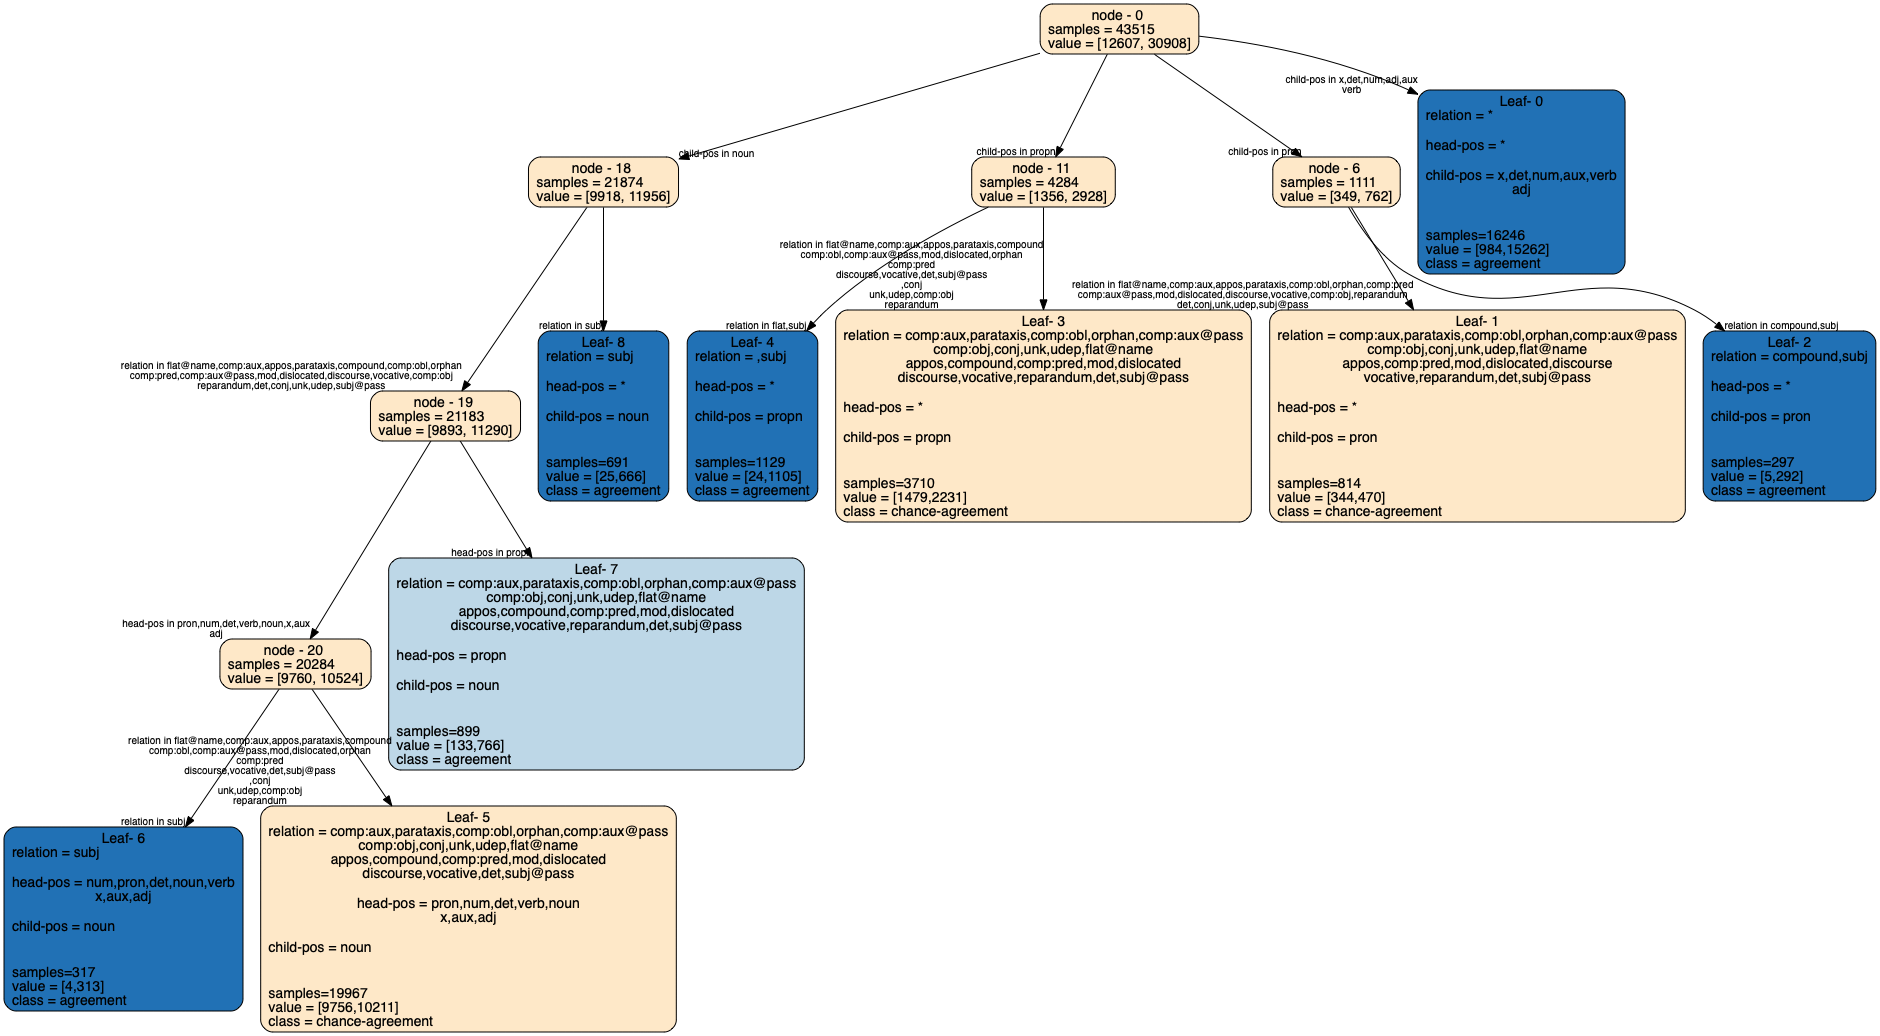 node - 0
samples = 43515
value = [12607, 30908]
child-pos in x,det,num,adj,aux
verb
Leaf- 0
relation = *
head-pos = *
child-pos = x,det,num,aux,verb
adj
samples=16246
value = [984,15262]
class = agreement
child-pos in noun
node - 18
samples = 21874
value = [9918, 11956]
child-pos in propn
node - 11
samples = 4284
value = [1356, 2928]
child-pos in pron
node - 6
samples = 1111
value = [349, 762]
relation in flat@name,comp:aux,appos,parataxis,compound,comp:obl,orphan
comp:pred,comp:aux@pass,mod,dislocated,discourse,vocative,comp:obj
reparandum,det,conj,unk,udep,subj@pass
node - 19
samples = 21183
value = [9893, 11290]
relation in subj
Leaf- 8
relation = subj
head-pos = *
child-pos = noun
samples=691
value = [25,666]
class = agreement
relation in flat,subj
Leaf- 4
relation = ,subj
head-pos = *
child-pos = propn
samples=1129
value = [24,1105]
class = agreement
relation in flat@name,comp:aux,appos,parataxis,compound
comp:obl,comp:aux@pass,mod,dislocated,orphan
comp:pred
discourse,vocative,det,subj@pass
,conj
unk,udep,comp:obj
reparandum
Leaf- 3
relation = comp:aux,parataxis,comp:obl,orphan,comp:aux@pass
comp:obj,conj,unk,udep,flat@name
appos,compound,comp:pred,mod,dislocated
discourse,vocative,reparandum,det,subj@pass
head-pos = *
child-pos = propn
samples=3710
value = [1479,2231]
class = chance-agreement
relation in flat@name,comp:aux,appos,parataxis,comp:obl,orphan,comp:pred
comp:aux@pass,mod,dislocated,discourse,vocative,comp:obj,reparandum
det,conj,unk,udep,subj@pass
Leaf- 1
relation = comp:aux,parataxis,comp:obl,orphan,comp:aux@pass
comp:obj,conj,unk,udep,flat@name
appos,comp:pred,mod,dislocated,discourse
vocative,reparandum,det,subj@pass
head-pos = *
child-pos = pron
samples=814
value = [344,470]
class = chance-agreement
relation in compound,subj
Leaf- 2
relation = compound,subj
head-pos = *
child-pos = pron
samples=297
value = [5,292]
class = agreement
head-pos in pron,num,det,verb,noun,x,aux
adj
node - 20
samples = 20284
value = [9760, 10524]
head-pos in propn
Leaf- 7
relation = comp:aux,parataxis,comp:obl,orphan,comp:aux@pass
comp:obj,conj,unk,udep,flat@name
appos,compound,comp:pred,mod,dislocated
discourse,vocative,reparandum,det,subj@pass
head-pos = propn
child-pos = noun
samples=899
value = [133,766]
class = agreement
relation in subj
Leaf- 6
relation = subj
head-pos = num,pron,det,noun,verb
x,aux,adj
child-pos = noun
samples=317
value = [4,313]
class = agreement
relation in flat@name,comp:aux,appos,parataxis,compound
comp:obl,comp:aux@pass,mod,dislocated,orphan
comp:pred
discourse,vocative,det,subj@pass
,conj
unk,udep,comp:obj
reparandum
Leaf- 5
relation = comp:aux,parataxis,comp:obl,orphan,comp:aux@pass
comp:obj,conj,unk,udep,flat@name
appos,compound,comp:pred,mod,dislocated
discourse,vocative,det,subj@pass
head-pos = pron,num,det,verb,noun
x,aux,adj
child-pos = noun
samples=19967
value = [9756,10211]
class = chance-agreement